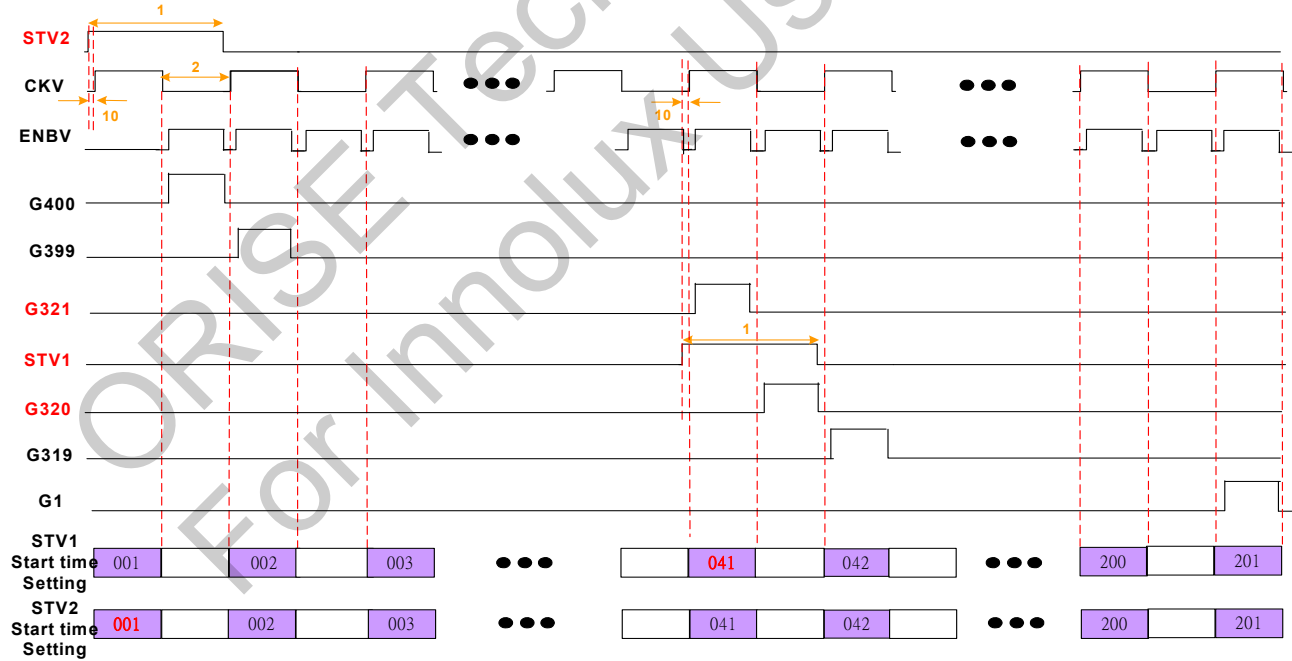 1
STV2
CKV
2
10
10
ENBV
G400
G399
G321
STV1
1
G320
G319
G1
STV1
Start time
Setting
001
002
003
041
042
200
201
STV2
Start time
Setting
001
002
003
041
042
200
201
ORISE Tech
For Innolux Us